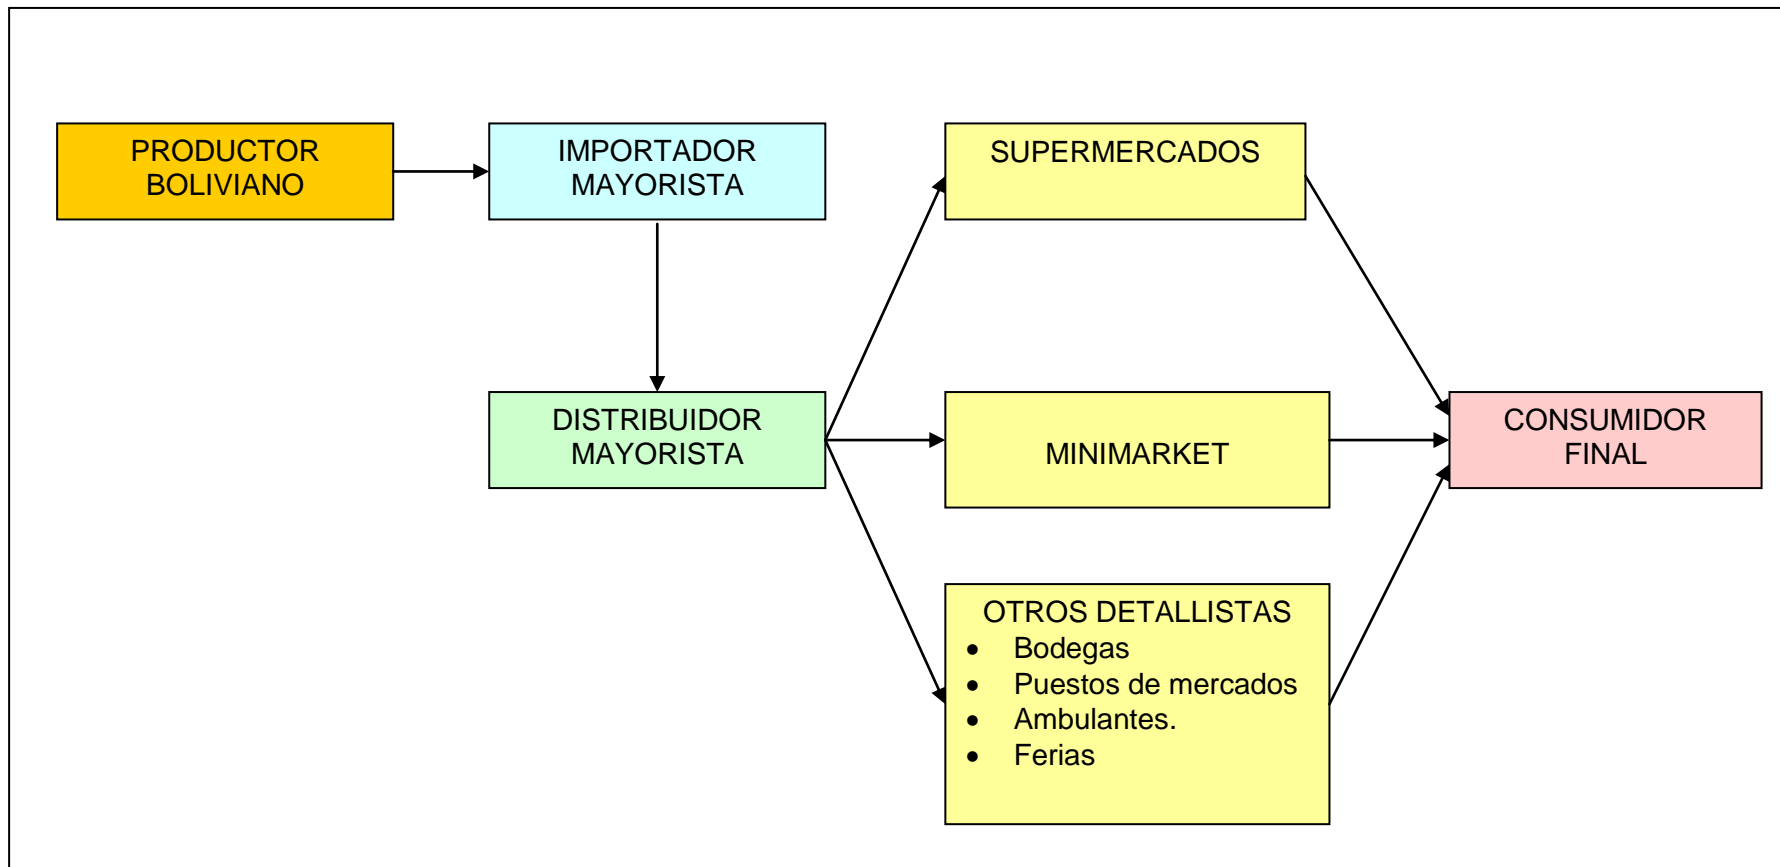 PRODUCTOR
BOLIVIANO
IMPORTADOR
MAYORISTA
SUPERMERCADOS
DISTRIBUIDOR
MAYORISTA
MINIMARKET
CONSUMIDOR
FINAL
OTROS DETALLISTAS
• Bodegas
• Puestos de mercados
• Ambulantes.
• Ferias